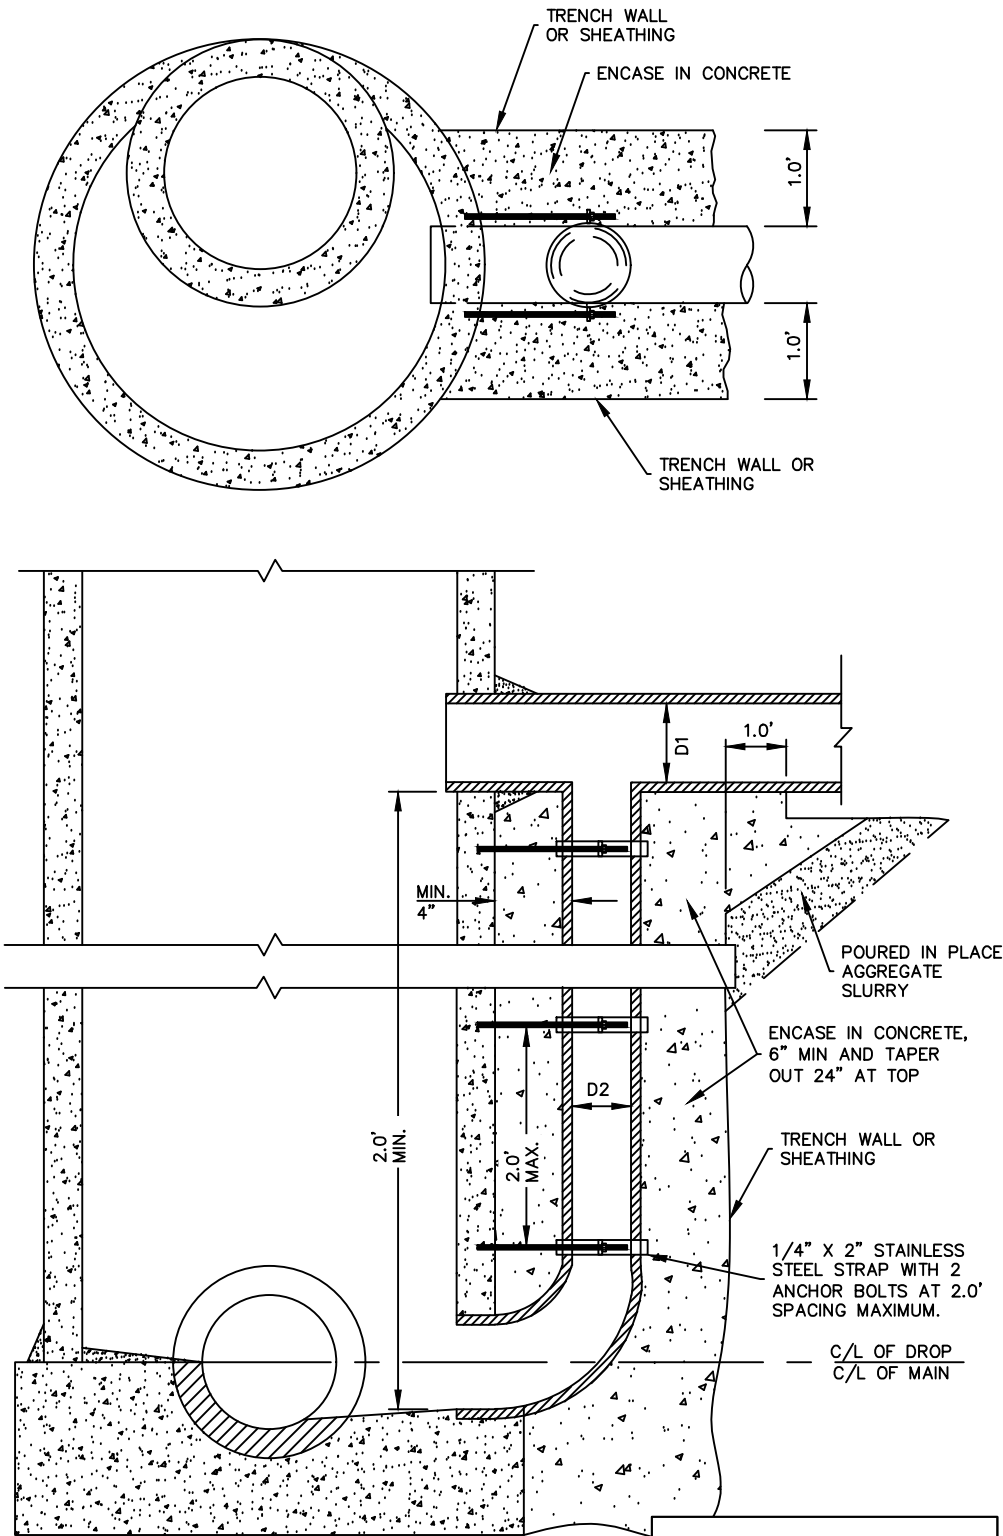 TRENCH WALL
OR SHEATHING
ENCASE IN CONCRETE
1.0'
1.0'
TRENCH WALL OR
SHEATHING
D1
1.0'
MIN.
4"
POURED IN PLACE
AGGREGATE
SLURRY
ENCASE IN CONCRETE,
6" MIN AND TAPER
OUT 24" AT TOP
D2
2.0'
MIN.
2.0'
MAX.
TRENCH WALL OR
SHEATHING
1/4" X 2" STAINLESS
STEEL STRAP WITH 2
ANCHOR BOLTS AT 2.0'
SPACING MAXIMUM.
C/L OF DROP
C/L OF MAIN